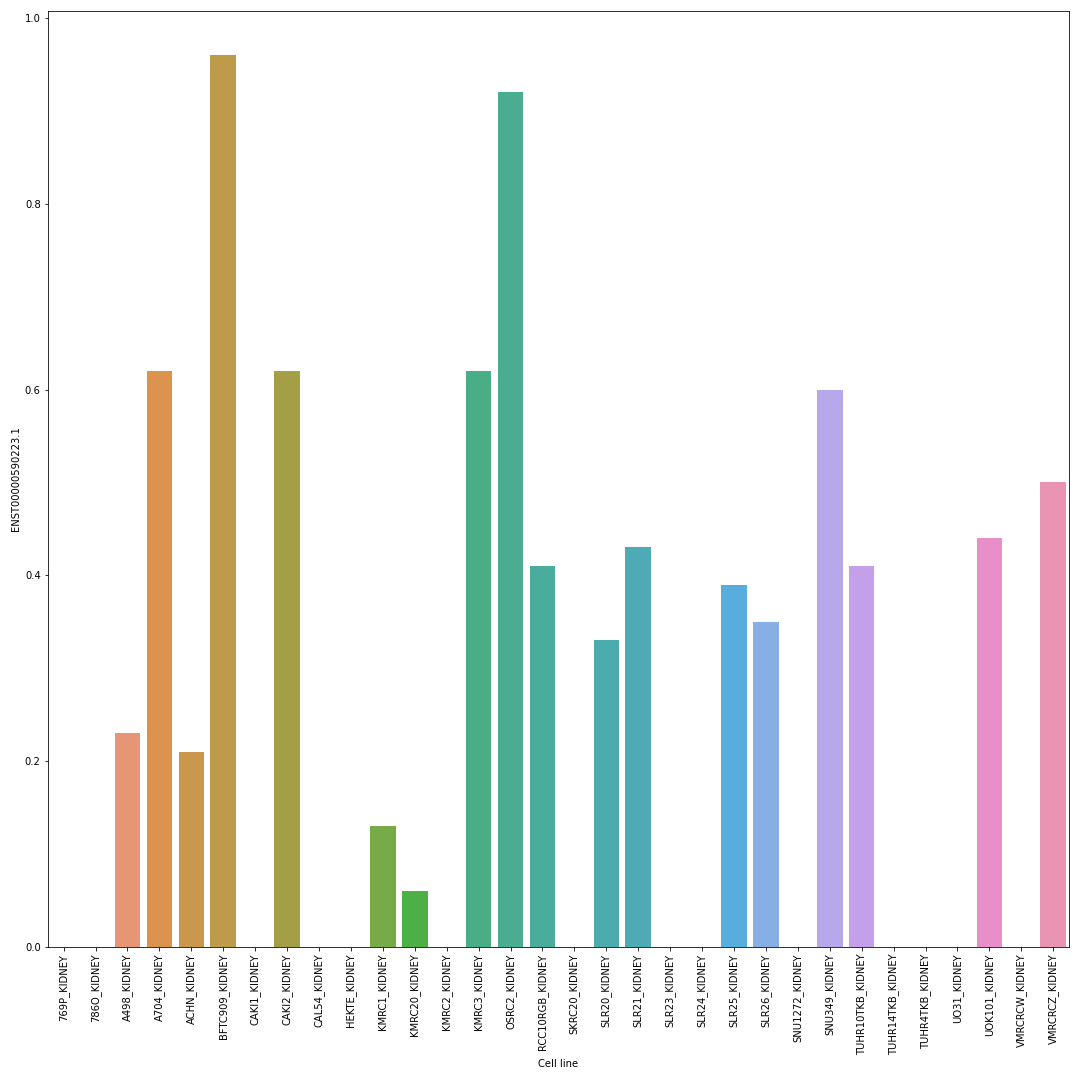 1.0
0.8
0.6
0.4
0.2
0.0
ENST00000590223.1
769P_KIDNEY
786O_KIDNEY
A498_KIDNEY
A704_KIDNEY
ACHN_KIDNEY
BFTC909_KIDNEY
CAKI1_KIDNEY
CAKI2_KIDNEY
CAL54_KIDNEY
HEKTE_KIDNEY
KMRC1_KIDNEY
KMRC20_KIDNEY
KMRC2_KIDNEY
KMRC3_KIDNEY
OSRC2_KIDNEY
RCC10RGB_KIDNEY
SKRC20_KIDNEY
SLR20_KIDNEY
SLR21_KIDNEY
SLR23_KIDNEY
SLR24_KIDNEY
SLR25_KIDNEY
SLR26_KIDNEY
SNU1272_KIDNEY
SNU349_KIDNEY
TUHR10TKB_KIDNEY
TUHR14TKB_KIDNEY
TUHR4TKB_KIDNEY
UO31_KIDNEY
UOK101_KIDNEY
VMRCRCW_KIDNEY
VMRCRCZ_KIDNEY
Cell line